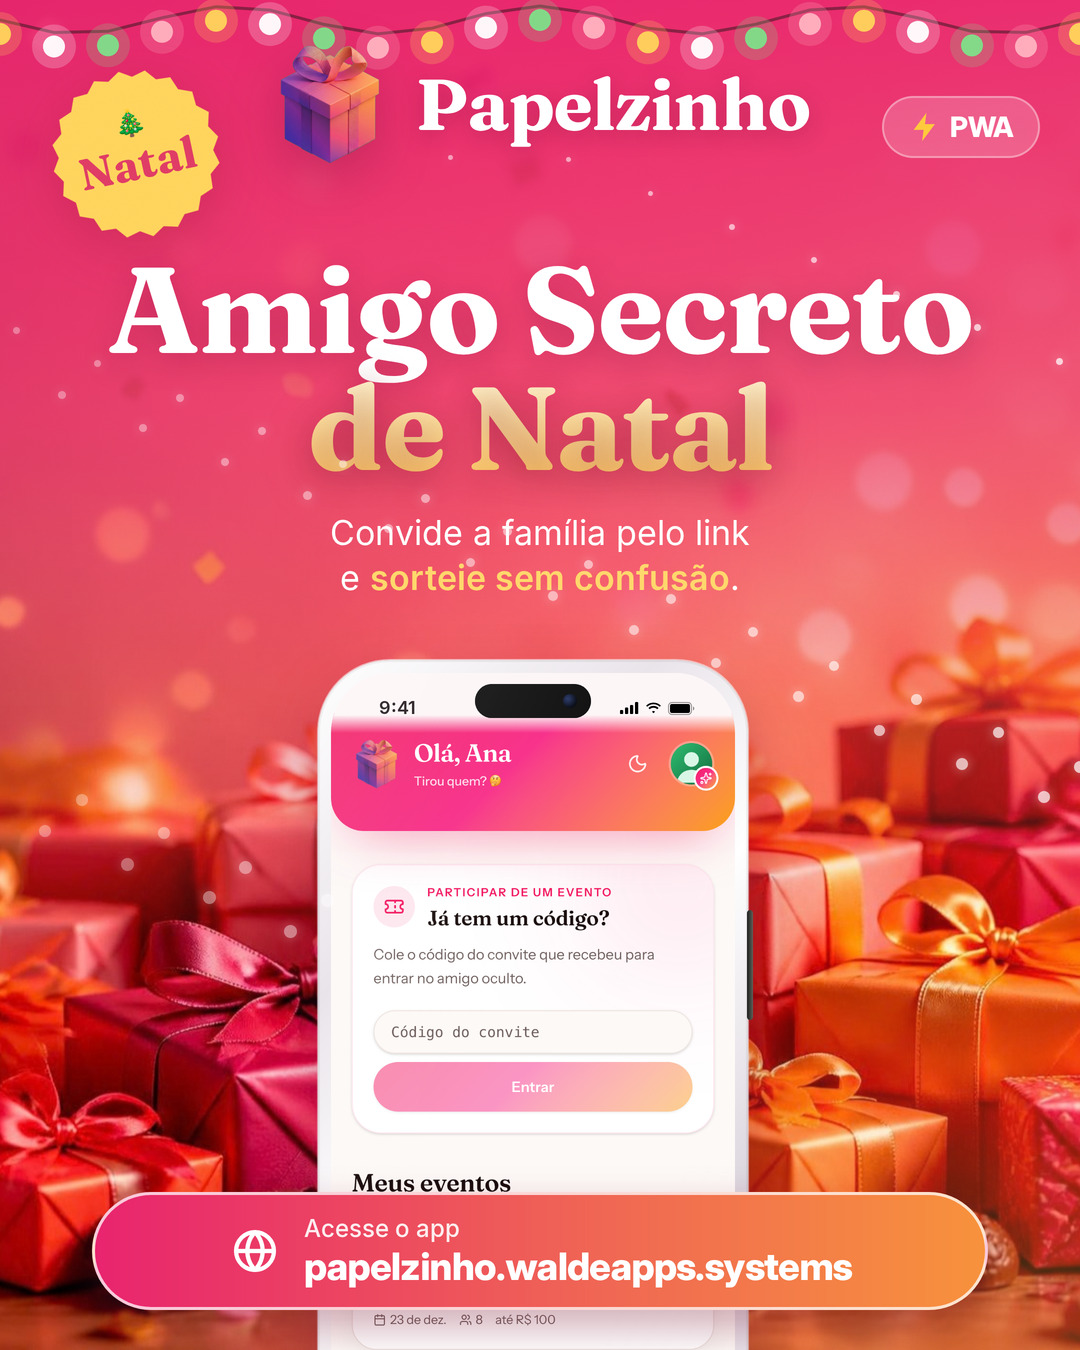 Natal
Papelzinho
PWA
Amigo Secreto
de Natal
Convide a família pelo link
e sorteie sem confusão.
9:41
Olá, Ana
Tirou quem? 🤔
PARTICIPAR DE UM EVENTO
Já tem um código?
Cole o código do convite que recebeu para
entrar no amigo oculto.
Código do convite
Entrar
Meus eventos
Acesse o app
papelzinho.waldeapps.systems
23 de dez. 8 até R$ 100